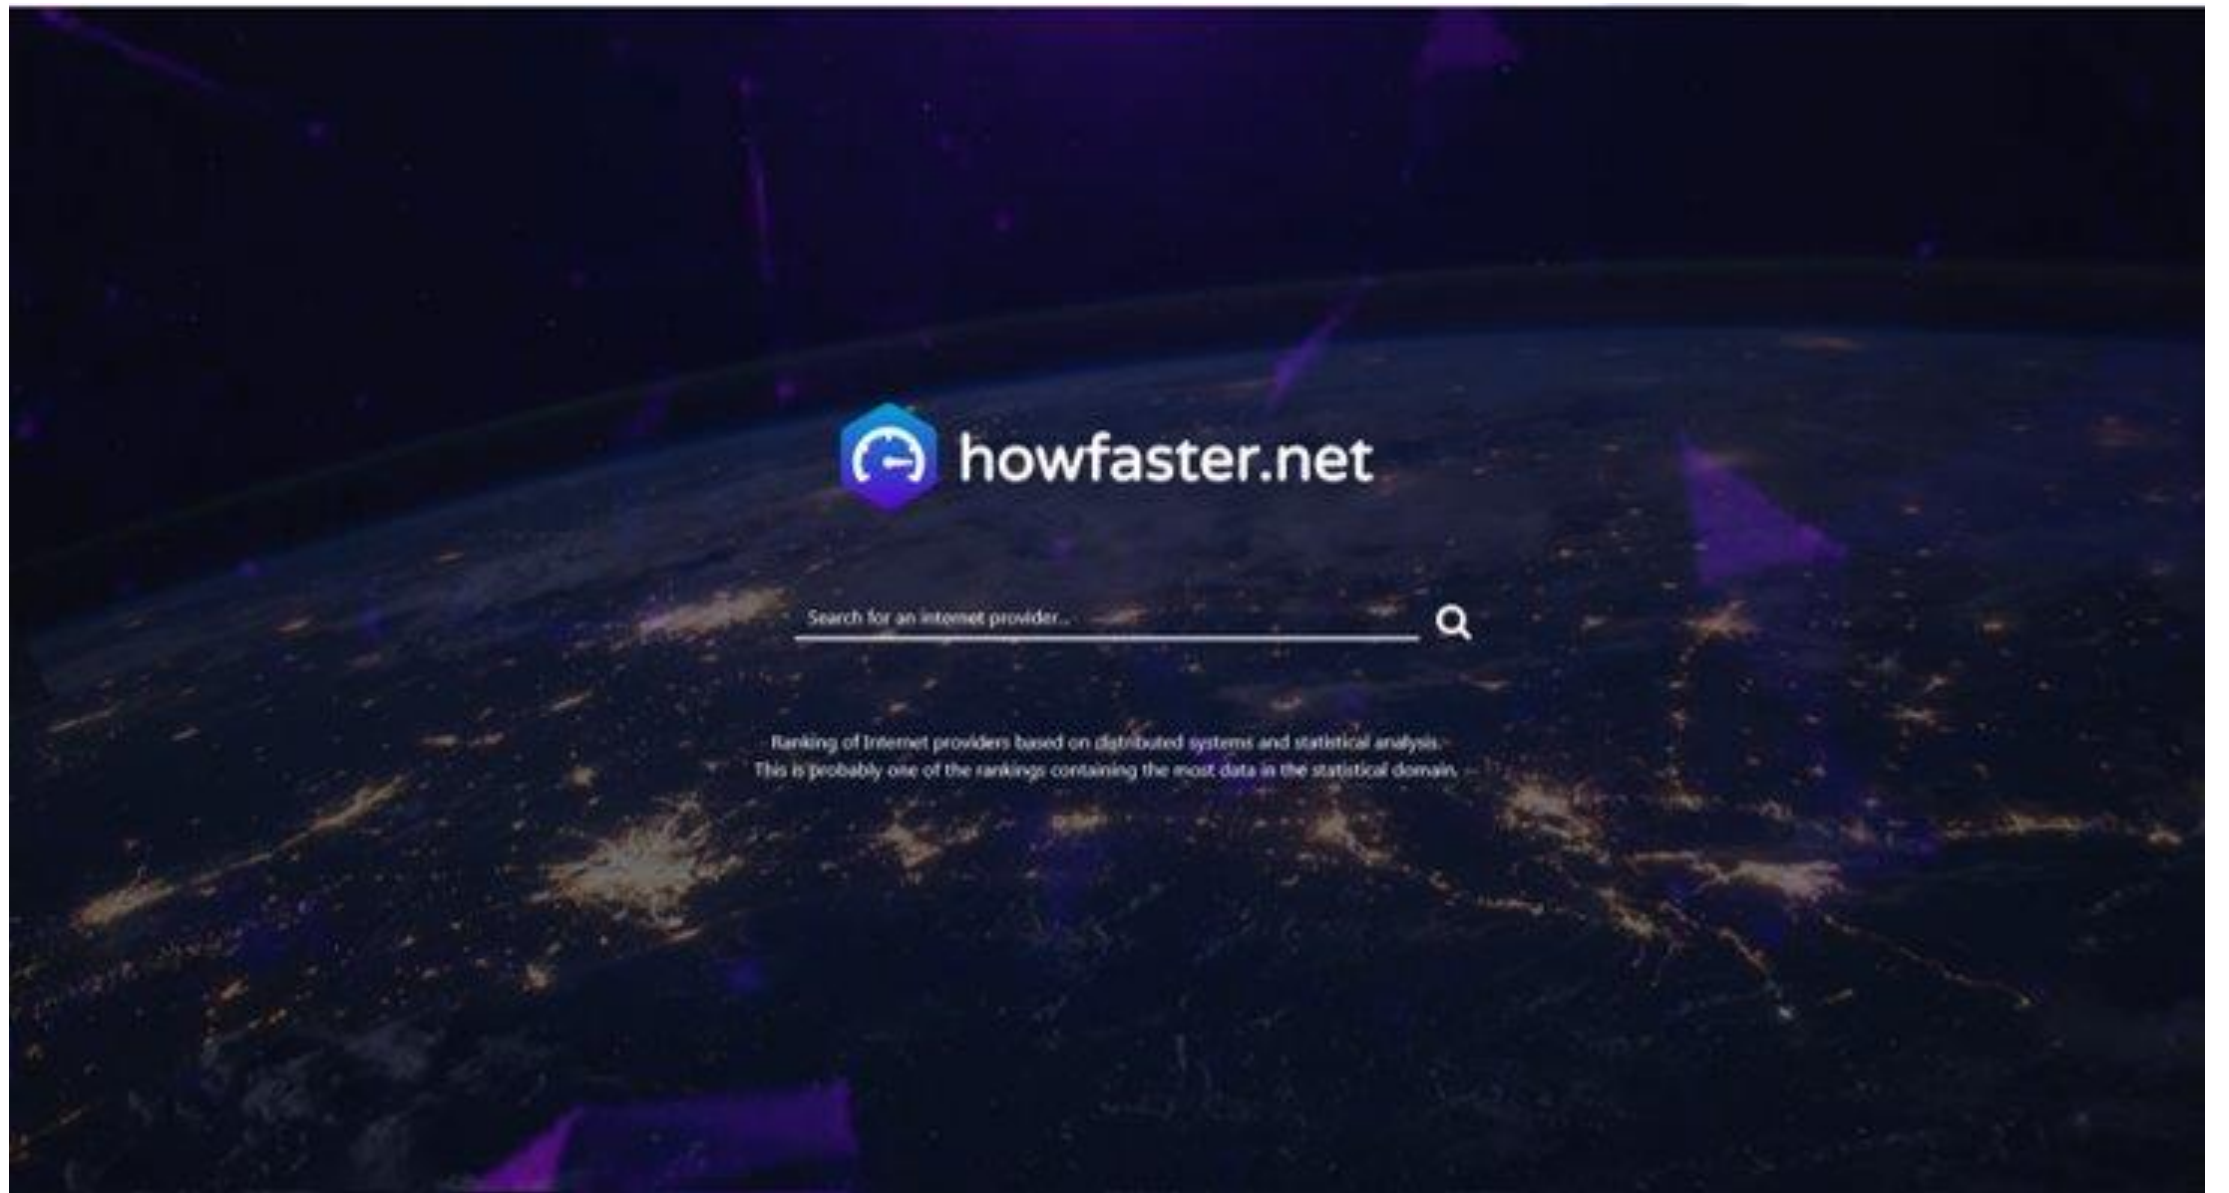 howfaster.net
Search for an internet provider...
Ranking of Internet providers based on distributed systems and statistical analysis.
This is probably one of the rankings containing the most data in the statistical domain.